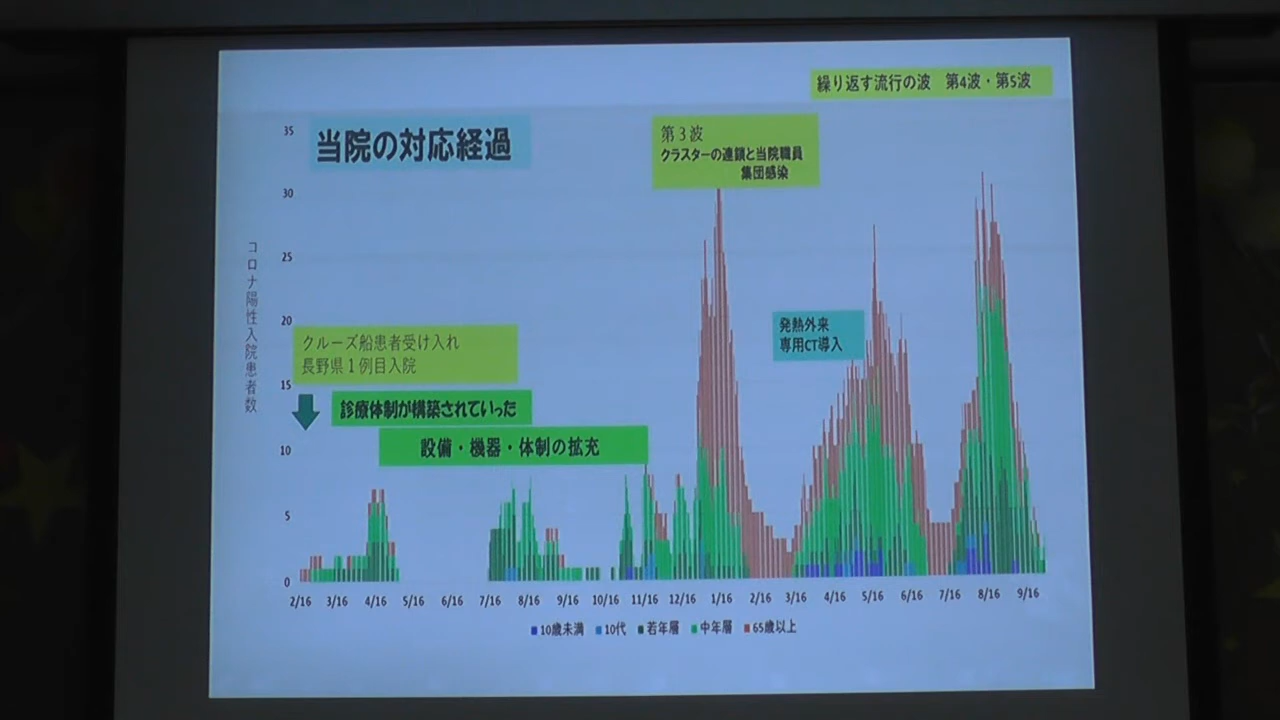 繰り返す流行の波 第4波・第5波
当院の対応経過
第３波
クラスターの連鎖と当院職員
集団感染
コロナ陽性入院患者数
35
30
25
20
15
10
5
0
クルーズ船患者受け入れ
長野県１例目入院
診療体制が構築されていった
設備・機器・体制の拡充
発熱外来
専用CT導入
2/16 3/16 4/16 5/16 6/16 7/16 8/16 9/16 10/16 11/16 12/16 1/16 2/16 3/16 4/16 5/16 6/16 7/16 8/16 9/16
10歳未満 10代 若年層 中年層 65歳以上